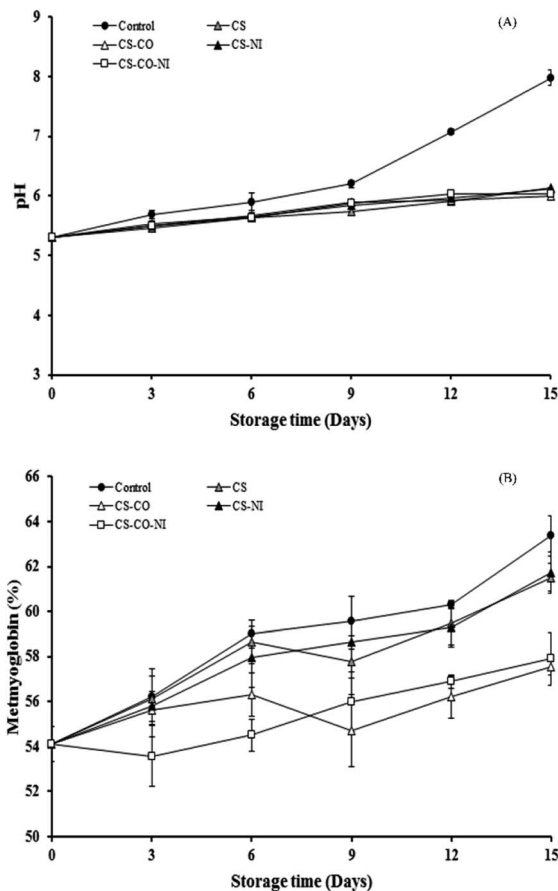 (A)
Control CS
CS-CO CS-NI
CS-CO-NI
9
8
7
6
5
4
3
pH
0 3 6 9 12 15
Storage time (Days)
(B)
Control CS
CS-CO CS-NI
CS-CO-NI
66
64
62
60
58
56
54
52
50
Metmyoglobin (%)
0 3 6 9 12 15
Storage time (Days)